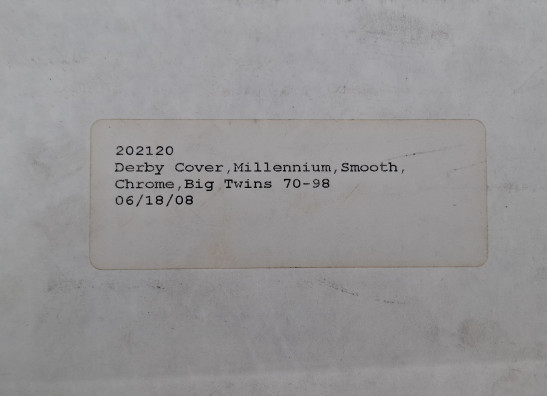 202120
Derby Cover,Millennium,Smooth,
Chrome,Big Twins 70-98
06/18/08